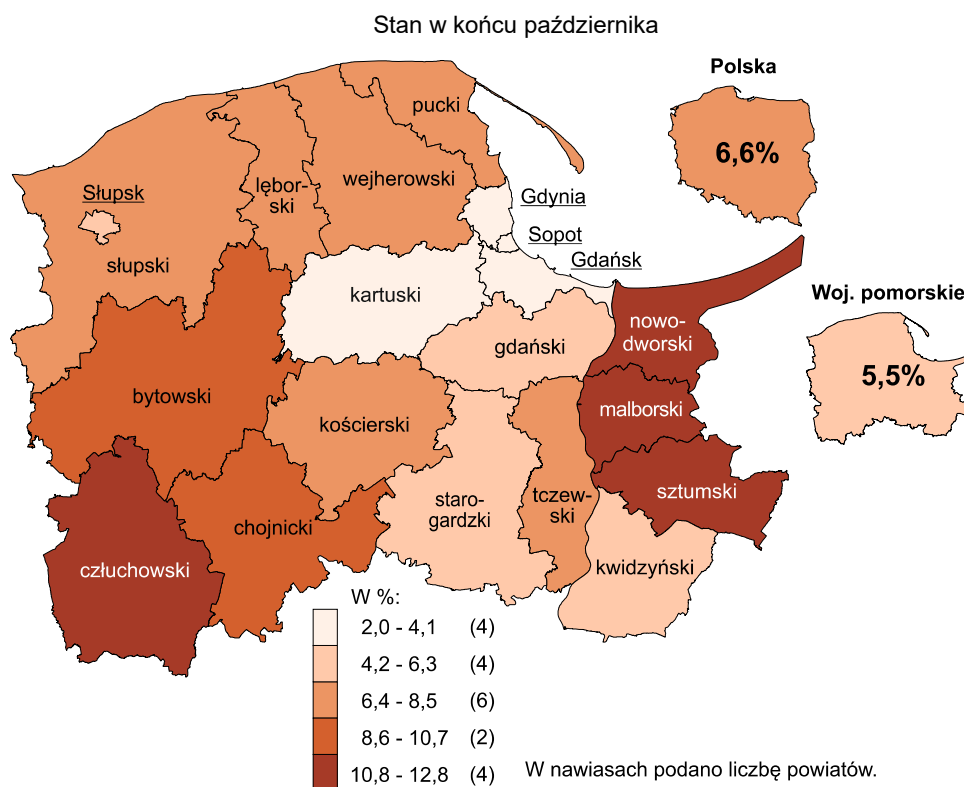 Stan w końcu października
Polska
6,6%
pucki
wejherowski
lębor-
ski
Słupsk
słupski
Gdynia
Sopot
Gdańsk
kartuski
Woj. pomorskie
5,5%
nowo-
dworski
gdański
bytowski
malborski
kościerski
sztumski
staro-
gardzki
tczew-
ski
chojnicki
człuchowski
kwidzyński
W %:
2,0 - 4,1 (4)
4,2 - 6,3 (4)
6,4 - 8,5 (6)
8,6 - 10,7 (2)
10,8 - 12,8 (4)
W nawiasach podano liczbę powiatów.